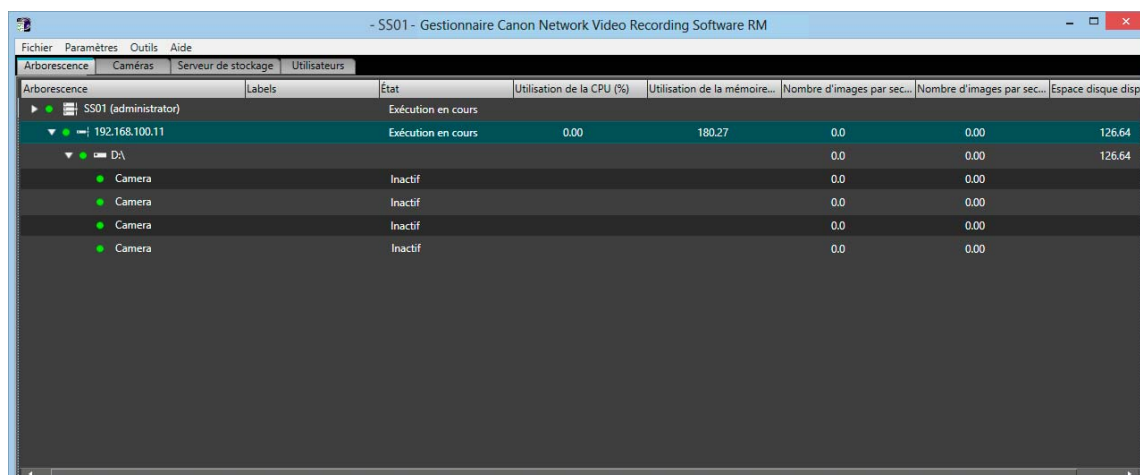 - SS01 - Gestionnaire Canon Network Video Recording Software RM
Fichier Paramètres Outils Aide
Arborescence Caméras Serveur de stockage Utilisateurs
Arborescence Labels État Utilisation de la CPU (%) Utilisation de la mémoire... Nombre d'images par sec... Nombre d'images par sec... Espace disque disp
SS01 (administrator) Exécution en cours
192.168.100.11 Exécution en cours 0.00 180.27 0.0 0.00 126.64
D:\ 0.0 0.00 126.64
Camera Inactif 0.0 0.00
Camera Inactif 0.0 0.00
Camera Inactif 0.0 0.00
Camera Inactif 0.0 0.00